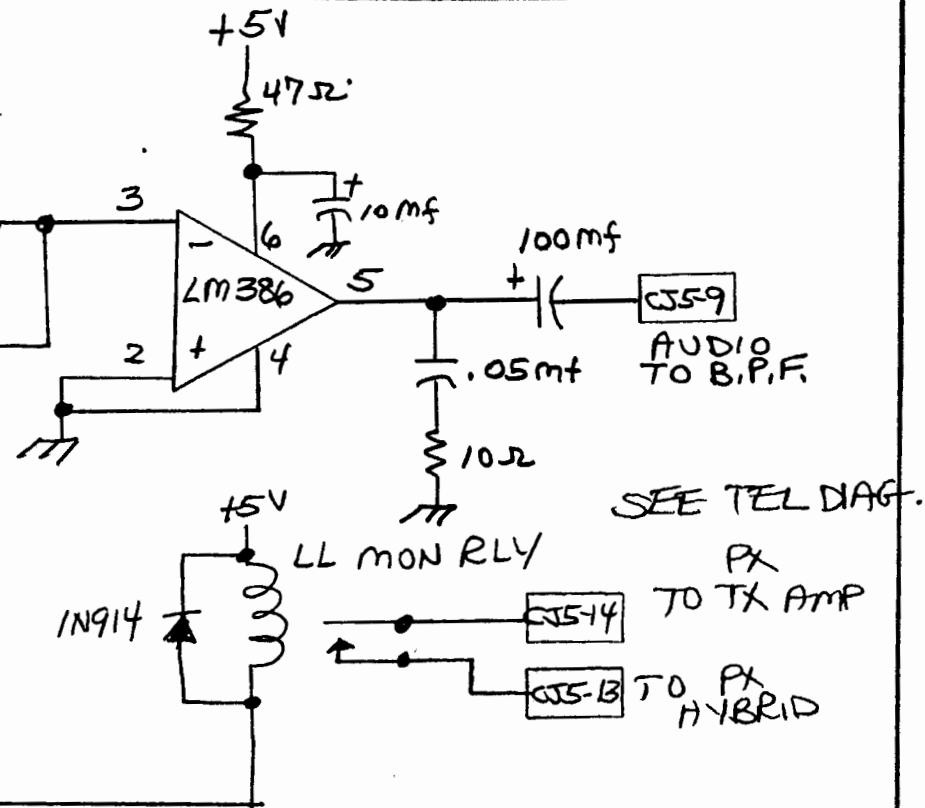 +5V
47Ω
3
+
10mf
6
-
LM386
5
100mf
+
CJ5-9
AUDIO
TO B.P.F.
2
+
4
.05mf
10Ω
SEE TEL DIAG.
+5V
LL MON RLY
PX
TO TX AMP
1N914
CJ5-14
CJ5-13
TO PX
HYBRID